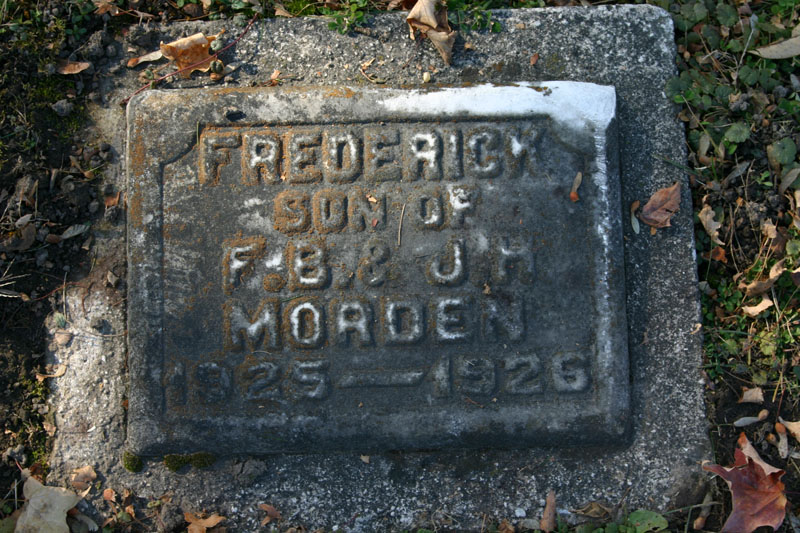 FREDERICK
SON OF
F. B. & J H
MORDEN
1925 — 1926